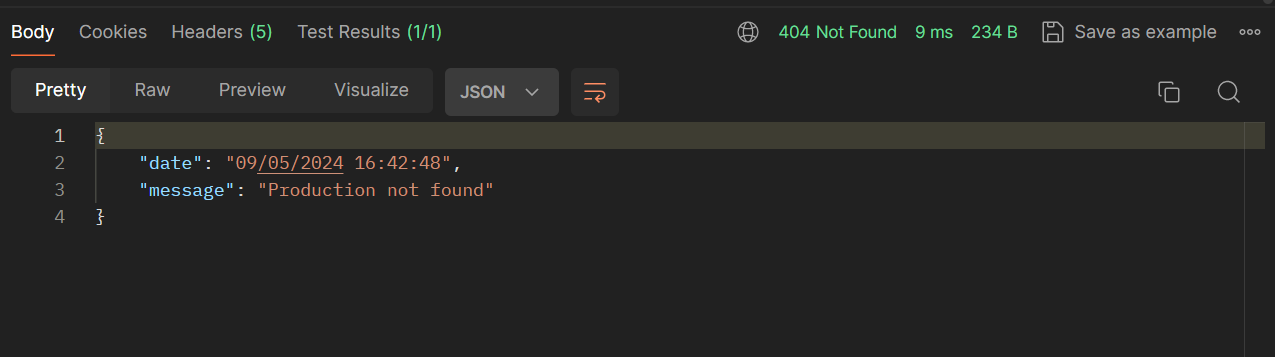 Body Cookies Headers (5) Test Results (1/1) 404 Not Found 9 ms 234 B Save as example
Pretty Raw Preview Visualize JSON
1 {
2 "date": "09/05/2024 16:42:48",
3 "message": "Production not found"
4 }